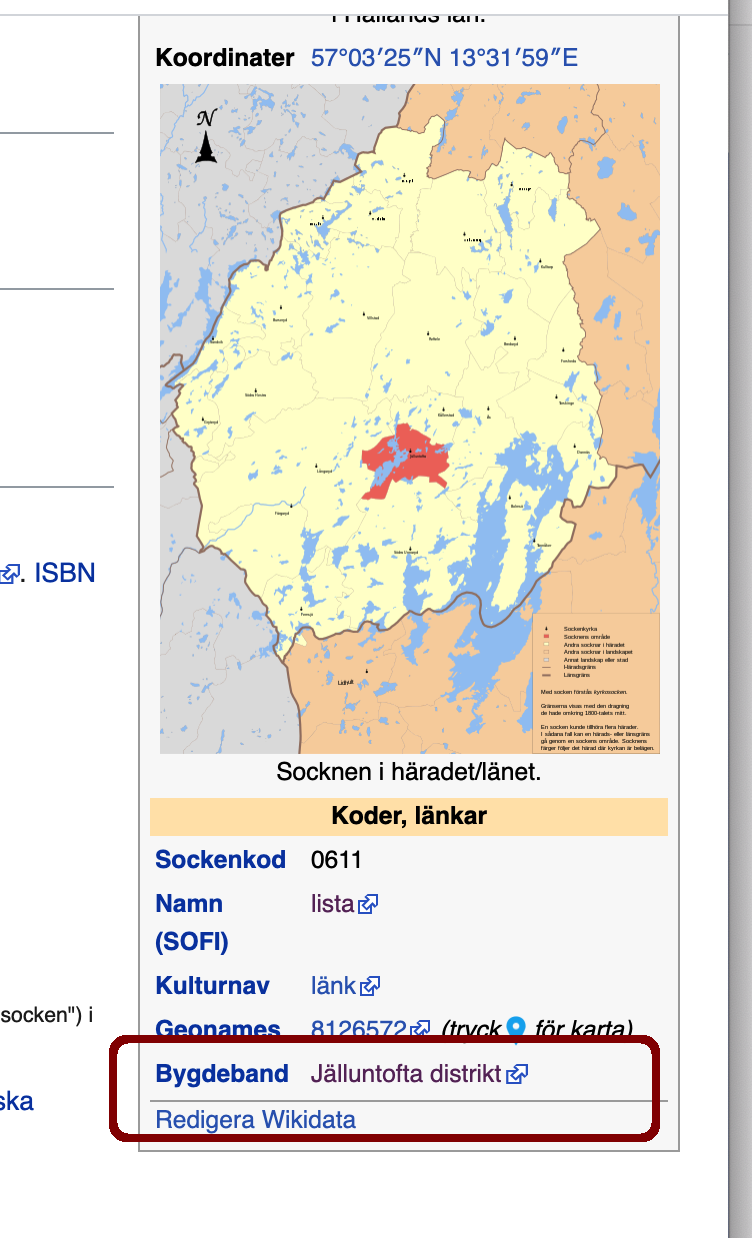 i Hallands län.
Koordinater 57°03′25″N 13°31′59″E
N
Lidhult
Sockenkyrka
Socknens område
Andra socknar i häradet
Andra socknar i landskapet
Annat landskap eller stad
Häradsgräns
Länsgräns
Med socken förstås kyrkosocken.
Gränserna visas med den dragning
de hade omkring 1800-talets mitt.
En socken kunde tillhöra flera härader.
I sådana fall kan en härads- eller länsgräns
gå genom en sockens område. Socknens
färger följer det härad där kyrkan är belägen.
. ISBN
Socknen i häradet/länet.
Koder, länkar
Sockenkod 0611
Namn lista
(SOFI)
Kulturnav länk
socken") i
Geonames 8126572 (tryck för karta)
Bygdeband Jälluntofta distrikt
ska
Redigera Wikidata